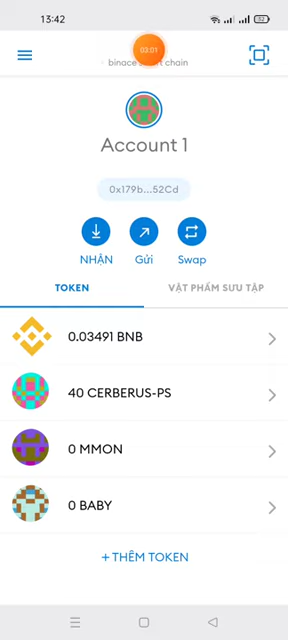 13:42
52
03:01
binace smart chain
Account 1
0x179b...52Cd
NHẬN
Gửi
Swap
TOKEN
VẬT PHẨM SƯU TẬP
0.03491 BNB
40 CERBERUS-PS
0 MMON
0 BABY
+ THÊM TOKEN